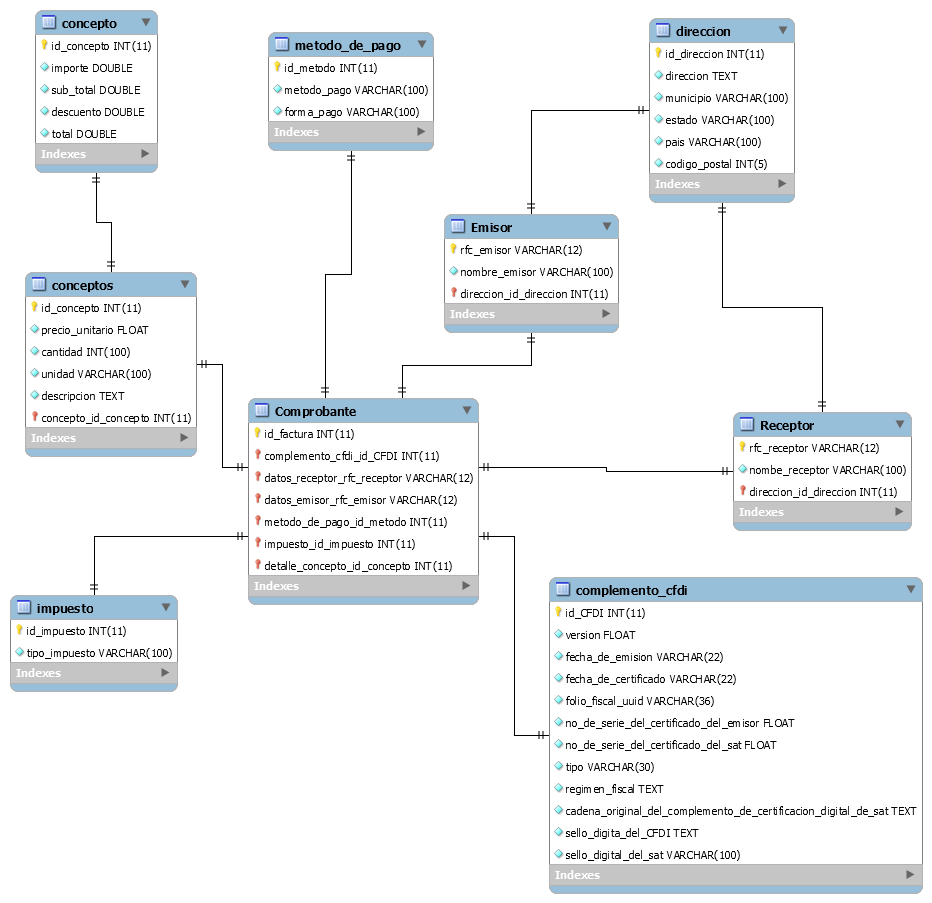 concepto
id_concepto INT(11)
importe DOUBLE
sub_total DOUBLE
descuento DOUBLE
total DOUBLE
Indexes
metodo_de_pago
id_metodo INT(11)
metodo_pago VARCHAR(100)
forma_pago VARCHAR(100)
Indexes
direccion
id_direccion INT(11)
direccion TEXT
municipio VARCHAR(100)
estado VARCHAR(100)
pais VARCHAR(100)
codigo_postal INT(5)
Indexes
Emisor
rfc_emisor VARCHAR(12)
nombre_emisor VARCHAR(100)
direccion_id_direccion INT(11)
Indexes
conceptos
id_concepto INT(11)
precio_unitario FLOAT
cantidad INT(100)
unidad VARCHAR(100)
descripcion TEXT
concepto_id_concepto INT(11)
Indexes
Comprobante
id_factura INT(11)
complemento_cfdi_id_CFDI INT(11)
datos_receptor_rfc_receptor VARCHAR(12)
datos_emisor_rfc_emisor VARCHAR(12)
metodo_de_pago_id_metodo INT(11)
impuesto_id_impuesto INT(11)
detalle_concepto_id_concepto INT(11)
Indexes
Receptor
rfc_receptor VARCHAR(12)
nombe_receptor VARCHAR(100)
direccion_id_direccion INT(11)
Indexes
impuesto
id_impuesto INT(11)
tipo_impuesto VARCHAR(100)
Indexes
complemento_cfdi
id_CFDI INT(11)
version FLOAT
fecha_de_emision VARCHAR(22)
fecha_de_certificado VARCHAR(22)
folio_fiscal_uuid VARCHAR(36)
no_de_serie_del_certificado_del_emisor FLOAT
no_de_serie_del_certificado_del_sat FLOAT
tipo VARCHAR(30)
regimen_fiscal TEXT
cadena_original_del_complemento_de_certificacion_digital_de_sat TEXT
sello_digita_del_CFDI TEXT
sello_digital_del_sat VARCHAR(100)
Indexes